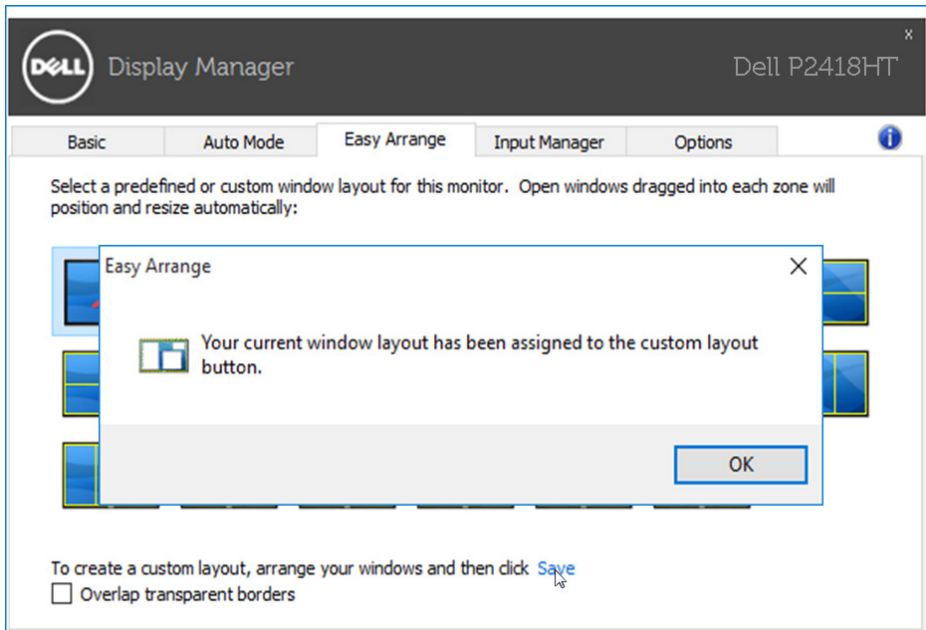 DELL Display Manager
Dell P2418HT
x
Basic
Auto Mode
Easy Arrange
Input Manager
Options
i
Select a predefined or custom window layout for this monitor. Open windows dragged into each zone will
position and resize automatically:
Easy Arrange
Your current window layout has been assigned to the custom layout
button.
OK
To create a custom layout, arrange your windows and then click Save
Overlap transparent borders